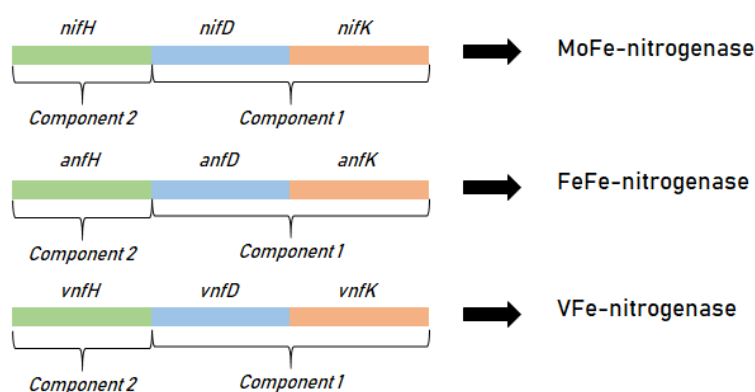 nifH nifD nifK
MoFe-nitrogenase
Component 2 Component 1
anfH anfD anfK
FeFe-nitrogenase
Component 2 Component 1
vnfH vnfD vnfK
VFe-nitrogenase
Component 2 Component 1